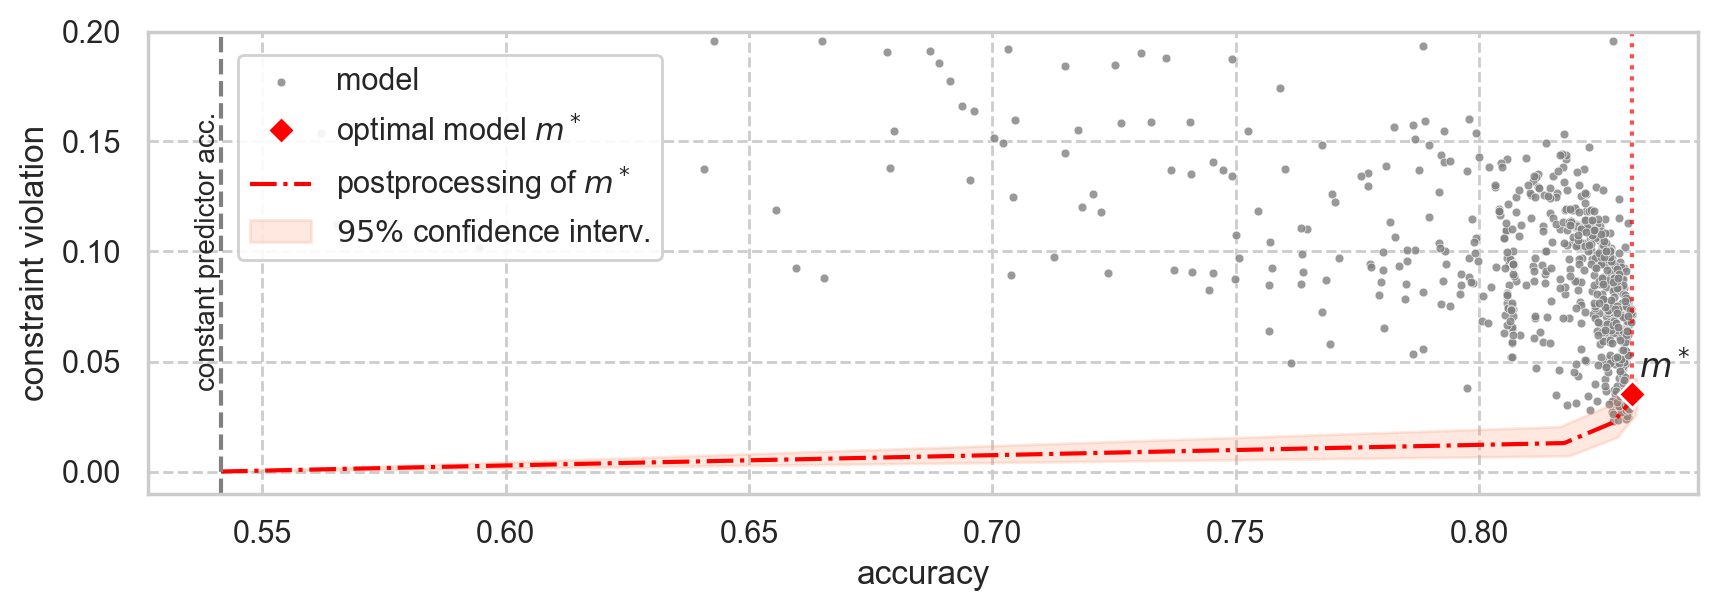 0.20
0.15
0.10
0.05
0.00
constraint violation
constant predictor acc.
model
optimal model m*
postprocessing of m*
95% confidence interv.
m*
0.55 0.60 0.65 0.70 0.75 0.80
accuracy